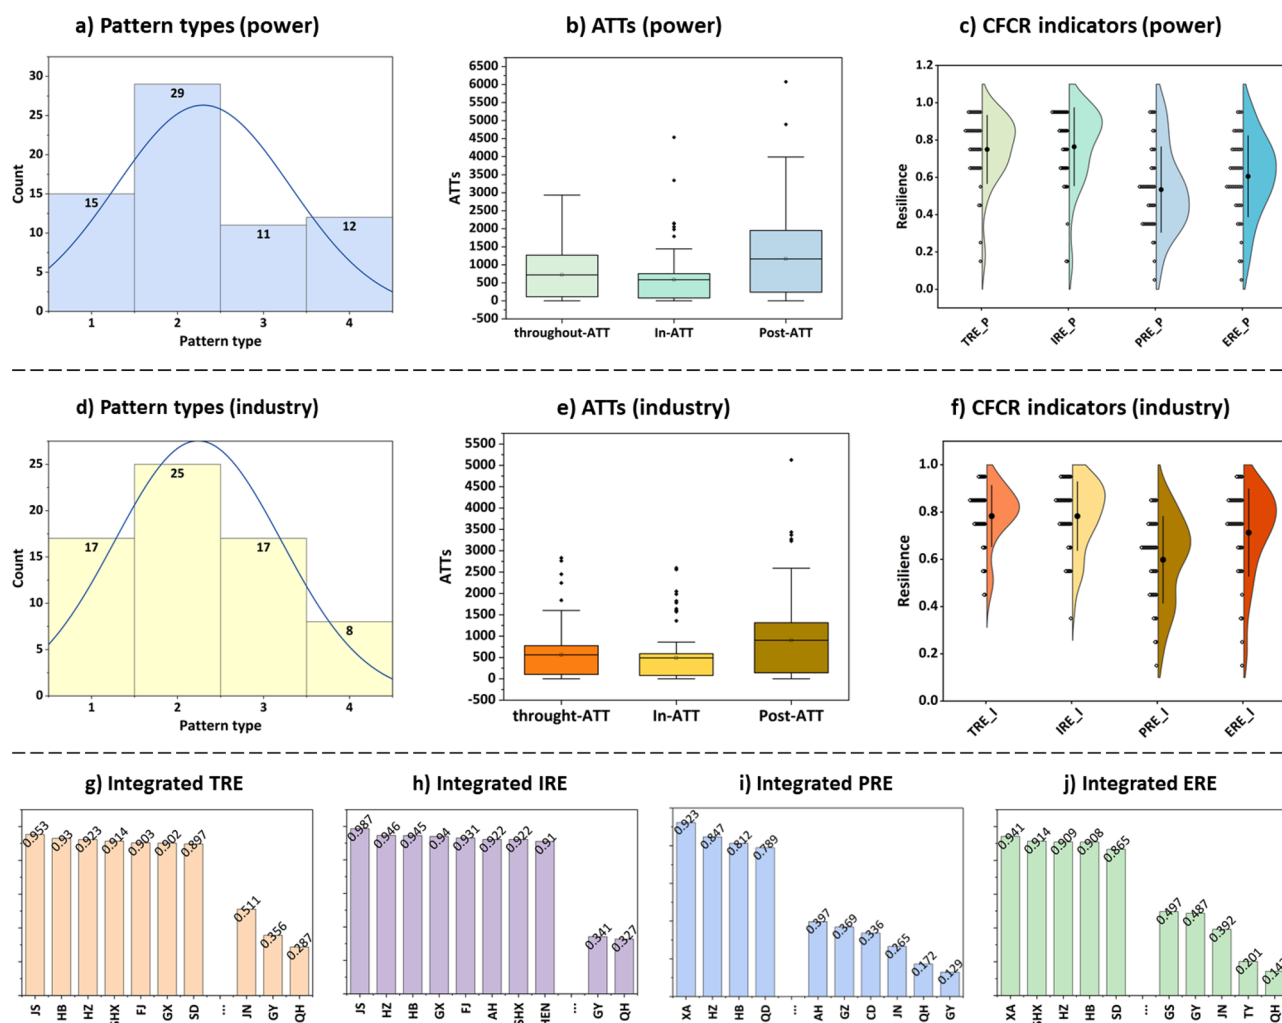 a) Pattern types (power)
b) ATTs (power)
c) CFCR indicators (power)
30
25
20
15
10
5
0
Count
15
29
11
12
1 2 3 4
Pattern type
6500
6000
5500
5000
4500
4000
3500
3000
2500
2000
1500
1000
500
0
-500
ATTs
throughout-ATT In-ATT Post-ATT
1.2
1.0
0.8
0.6
0.4
0.2
0.0
Resilience
TRE_P IRE_P PRE_P ERE_P
d) Pattern types (industry)
e) ATTs (industry)
f) CFCR indicators (industry)
25
20
15
10
5
0
Count
17
25
17
8
1 2 3 4
Pattern type
5500
5000
4500
4000
3500
3000
2500
2000
1500
1000
500
0
-500
ATTs
throught-ATT In-ATT Post-ATT
1.0
0.8
0.6
0.4
0.2
0.0
Resilience
TRE_I IRE_I PRE_I ERE_I
g) Integrated TRE
h) Integrated IRE
i) Integrated PRE
j) Integrated ERE
0.953 0.93 0.923 0.914 0.903 0.902 0.897 0.511 0.356 0.287
JS HB HZ SHX FJ GX SD ... JN GY QH
0.987 0.946 0.945 0.94 0.931 0.922 0.922 0.91 0.341 0.327
JS HZ HB GX FJ AH SHX HEN ... GY QH
0.923 0.847 0.812 0.789 0.397 0.369 0.336 0.265 0.172 0.129
XA HZ HB QD ... AH GZ CD JN QH GY
0.941 0.914 0.909 0.908 0.865 0.497 0.487 0.392 0.201
XA SHX HZ HB SD ... GS GY JN TY QH